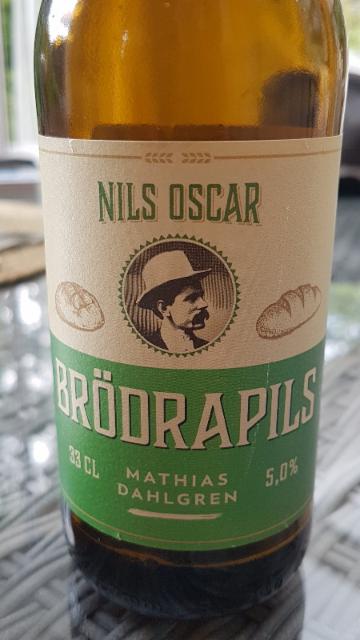 NILS OSCAR
BRÖDRAPILS
33 CL
MATHIAS
DAHLGREN
5,0%